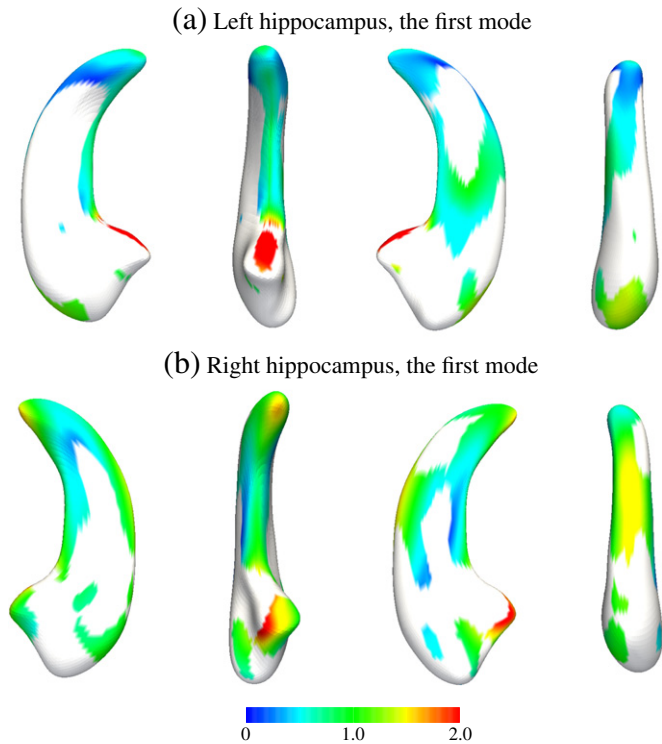 (a) Left hippocampus, the first mode
(b) Right hippocampus, the first mode
0 1.0 2.0